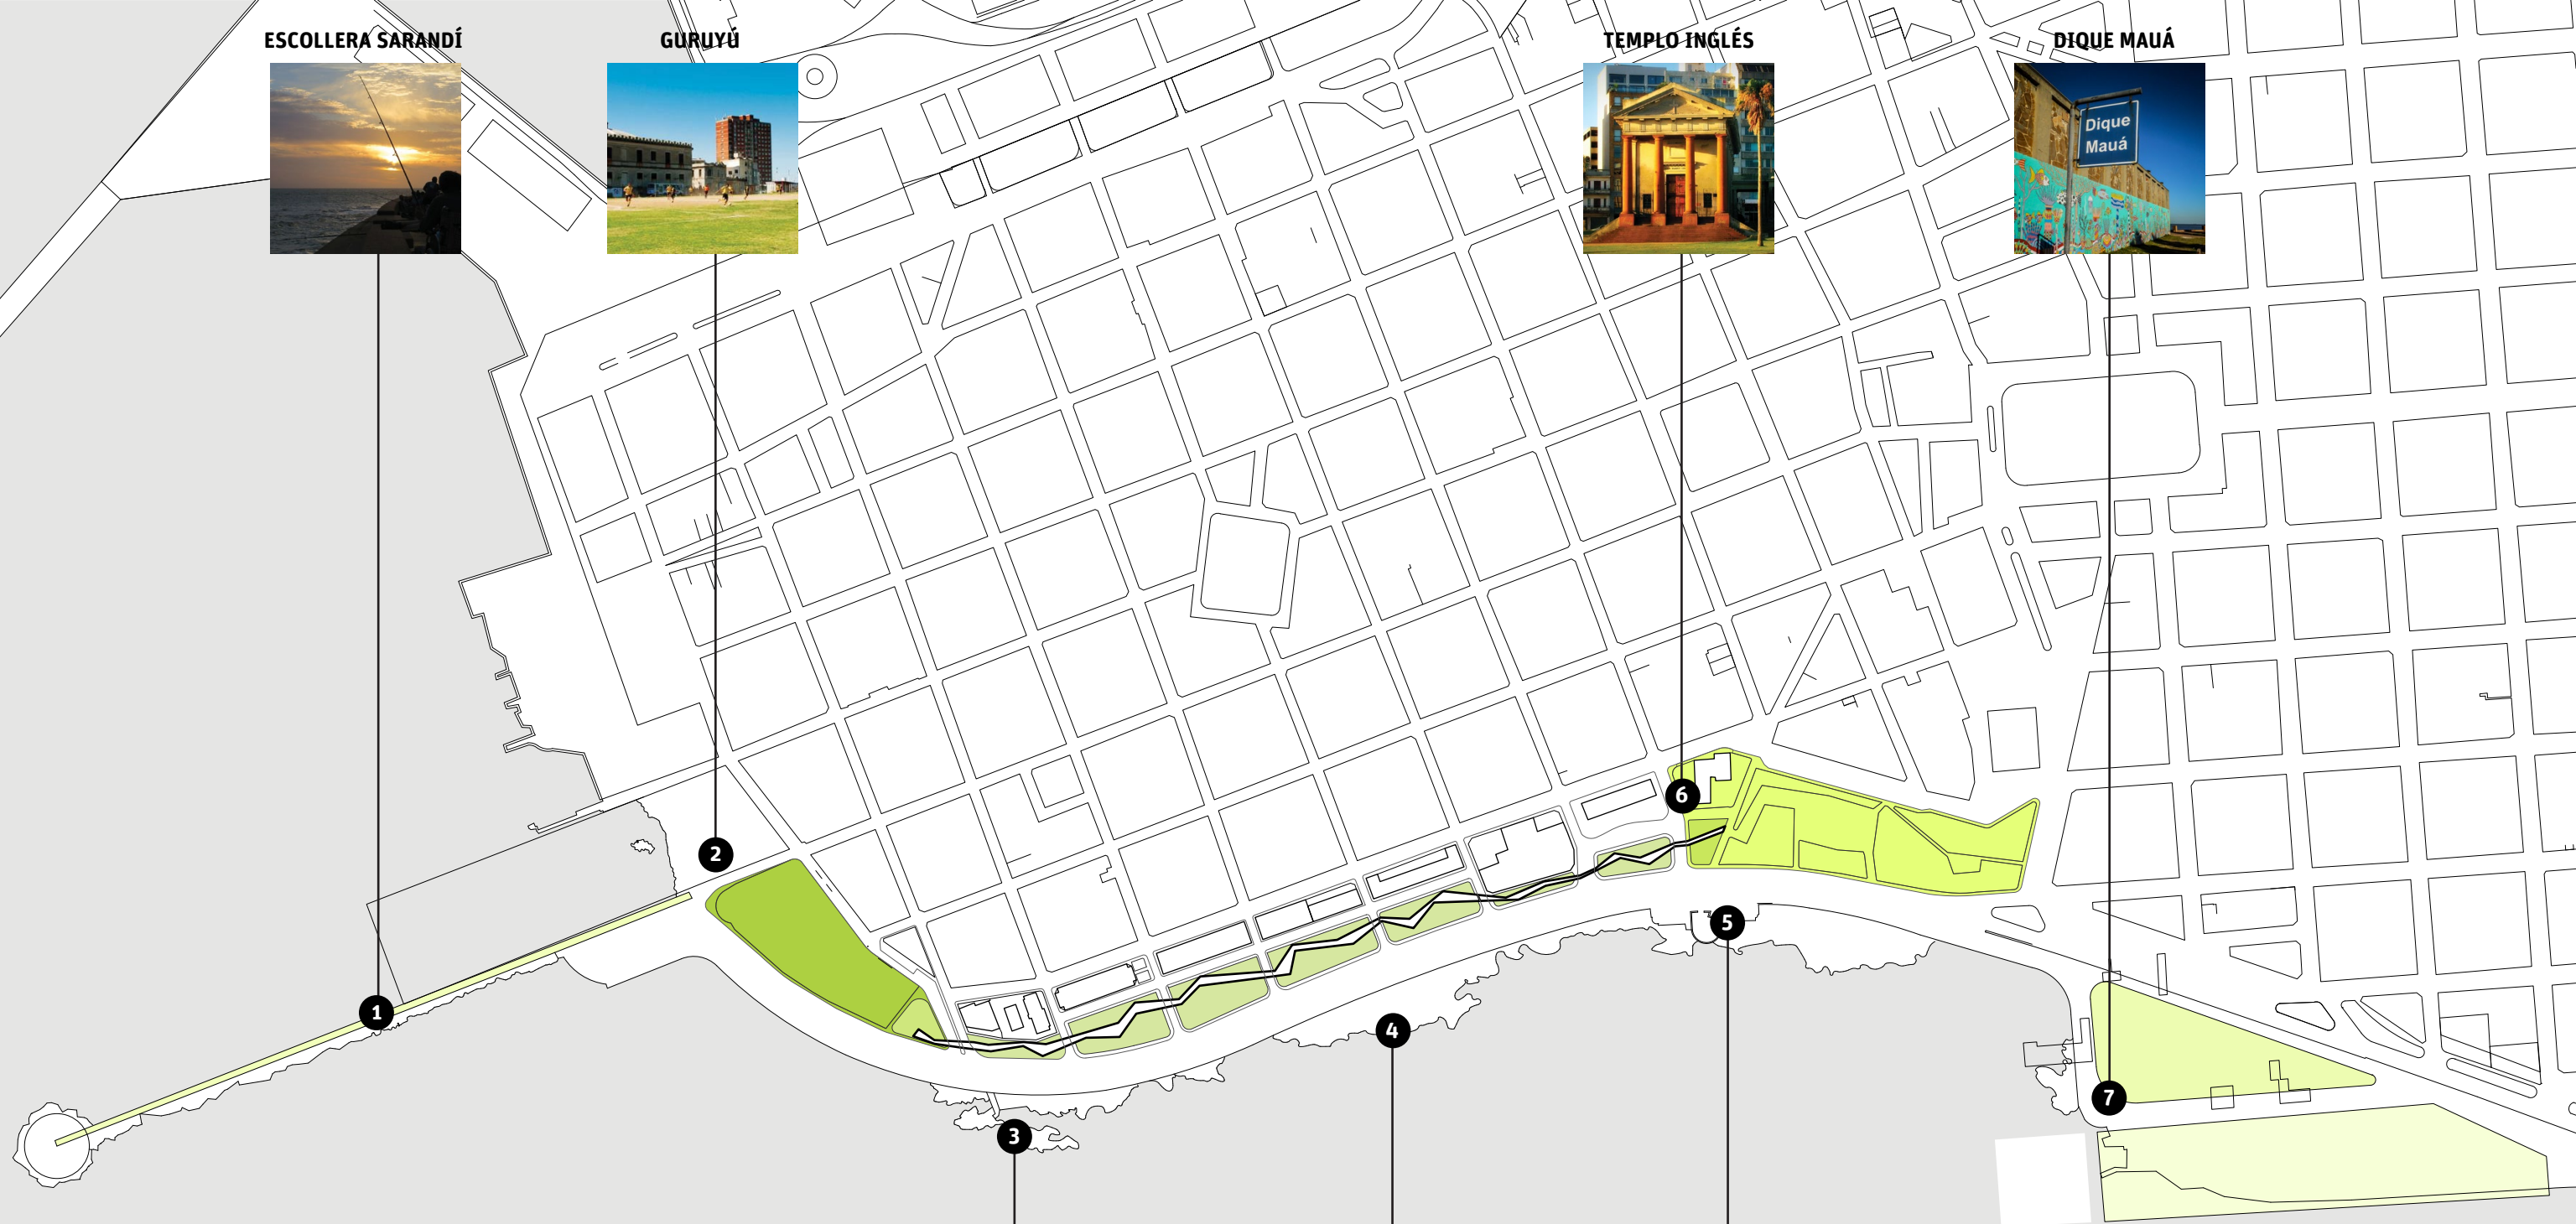 ESCOLLERA SARANDÍ
GURUYÚ
TEMPLO INGLÉS
DIQUE MAUÁ
Dique
Mauá
1
2
3
4
5
6
7